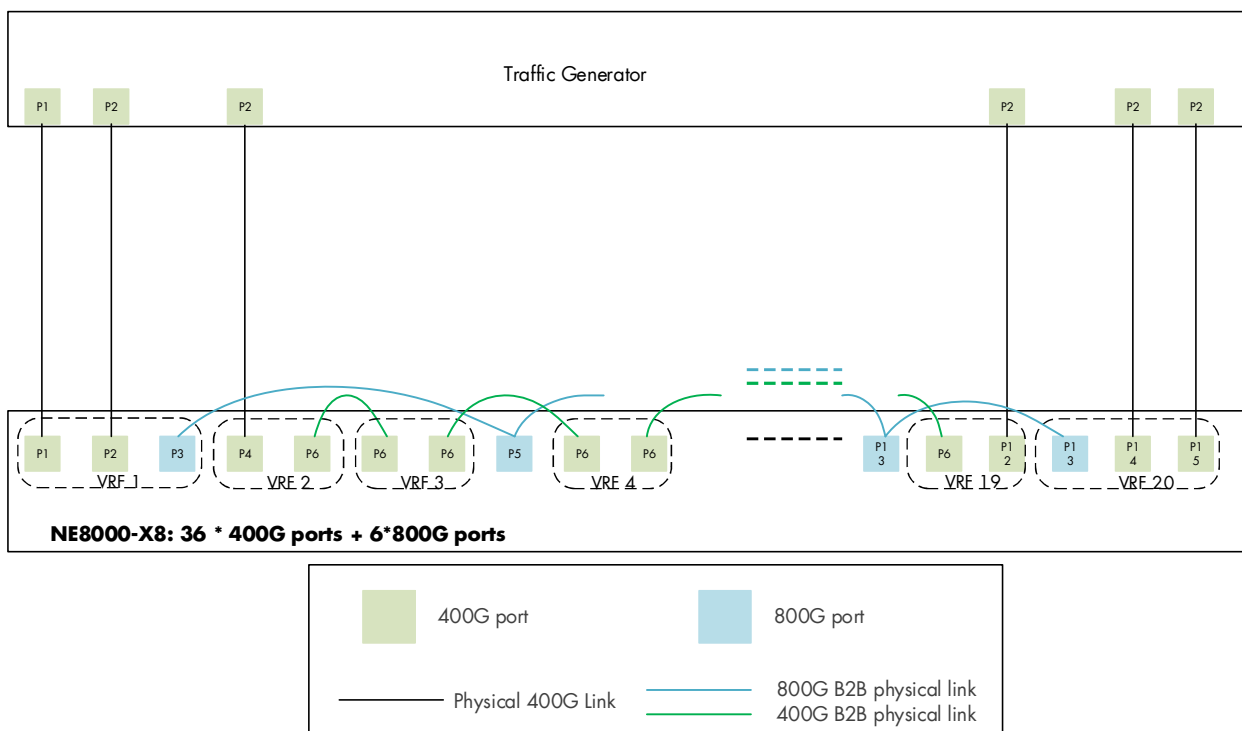 Traffic Generator
P1 P2 P2 P2 P2 P2
P1 P2 P3 P4 P6 P6 P6 P5 P6 P6 P1 P6 P1 P1 P1 P1
3 2 3 4 5
VRF 1 VRF 2 VRF 3 VRF 4 VRF 19 VRF 20
NE8000-X8: 36 * 400G ports + 6*800G ports
400G port 800G port
Physical 400G Link 800G B2B physical link
400G B2B physical link